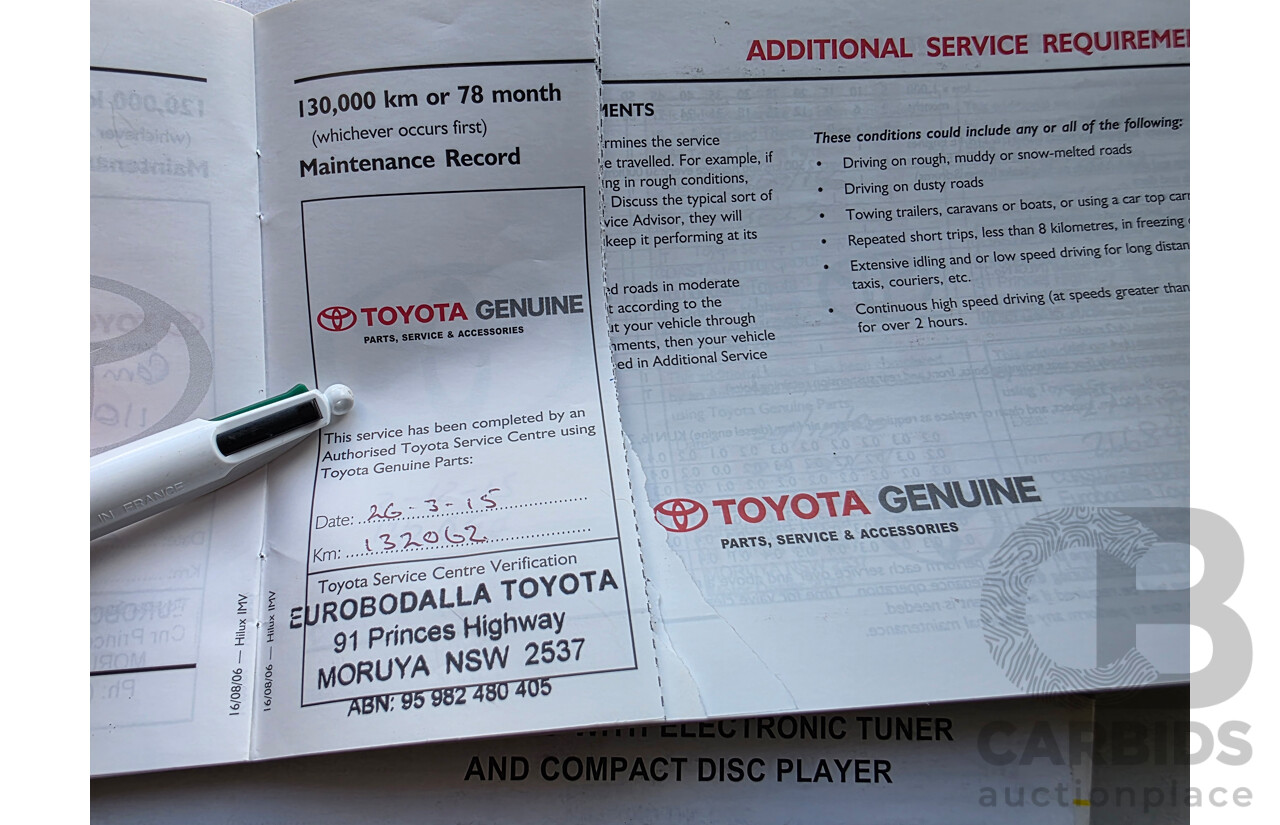 130,000 km or 78 month
(whichever occurs first)
Maintenance Record
TOYOTA GENUINE
PARTS, SERVICE & ACCESSORIES
This service has been completed by an
Authorised Toyota Service Centre using
Toyota Genuine Parts:
Date: 26-3-15
Km: 132062
Toyota Service Centre Verification
EUROBODALLA TOYOTA
91 Princes Highway
MORUYA NSW 2537
ABN: 95 982 480 405
16/08/06 — Hilux IMV
16/08/06 — Hilux IMV
IN FRANCE
ADDITIONAL SERVICE REQUIREME
MENTS
rmines the service
e travelled. For example, if
ng in rough conditions,
. Discuss the typical sort of
vice Advisor, they will
keep it performing at its
d roads in moderate
t according to the
t your vehicle through
nments, then your vehicle
ed in Additional Service
These conditions could include any or all of the following:
• Driving on rough, muddy or snow-melted roads
• Driving on dusty roads
• Towing trailers, caravans or boats, or using a car top carr
• Repeated short trips, less than 8 kilometres, in freezing
• Extensive idling and or low speed driving for long distan
taxis, couriers, etc.
• Continuous high speed driving (at speeds greater than
for over 2 hours.
TOYOTA GENUINE
PARTS, SERVICE & ACCESSORIES
WITH ELECTRONIC TUNER
AND COMPACT DISC PLAYER
CARBIDS
auctionplace